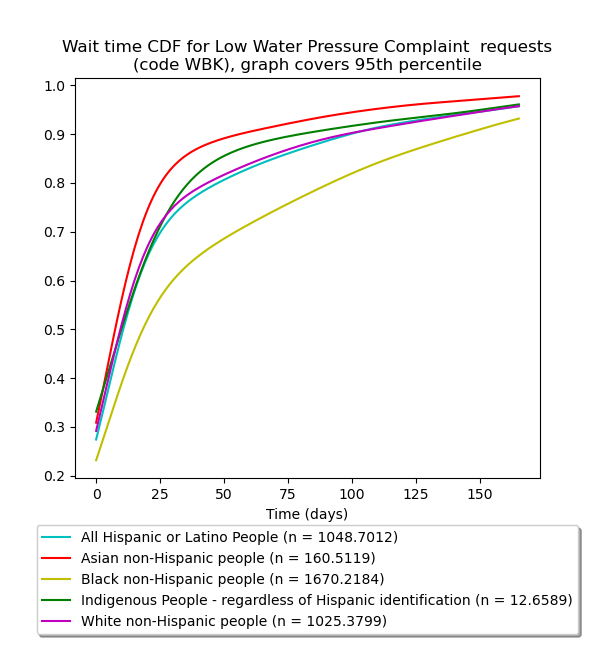 Wait time CDF for Low Water Pressure Complaint  requests
(code WBK), graph covers 95th percentile
1.0
0.9
0.8
0.7
0.6
0.5
0.4
0.3
0.2
0 25 50 75 100 125 150
Time (days)
All Hispanic or Latino People (n = 1048.7012)
Asian non-Hispanic people (n = 160.5119)
Black non-Hispanic people (n = 1670.2184)
Indigenous People - regardless of Hispanic identification (n = 12.6589)
White non-Hispanic people (n = 1025.3799)